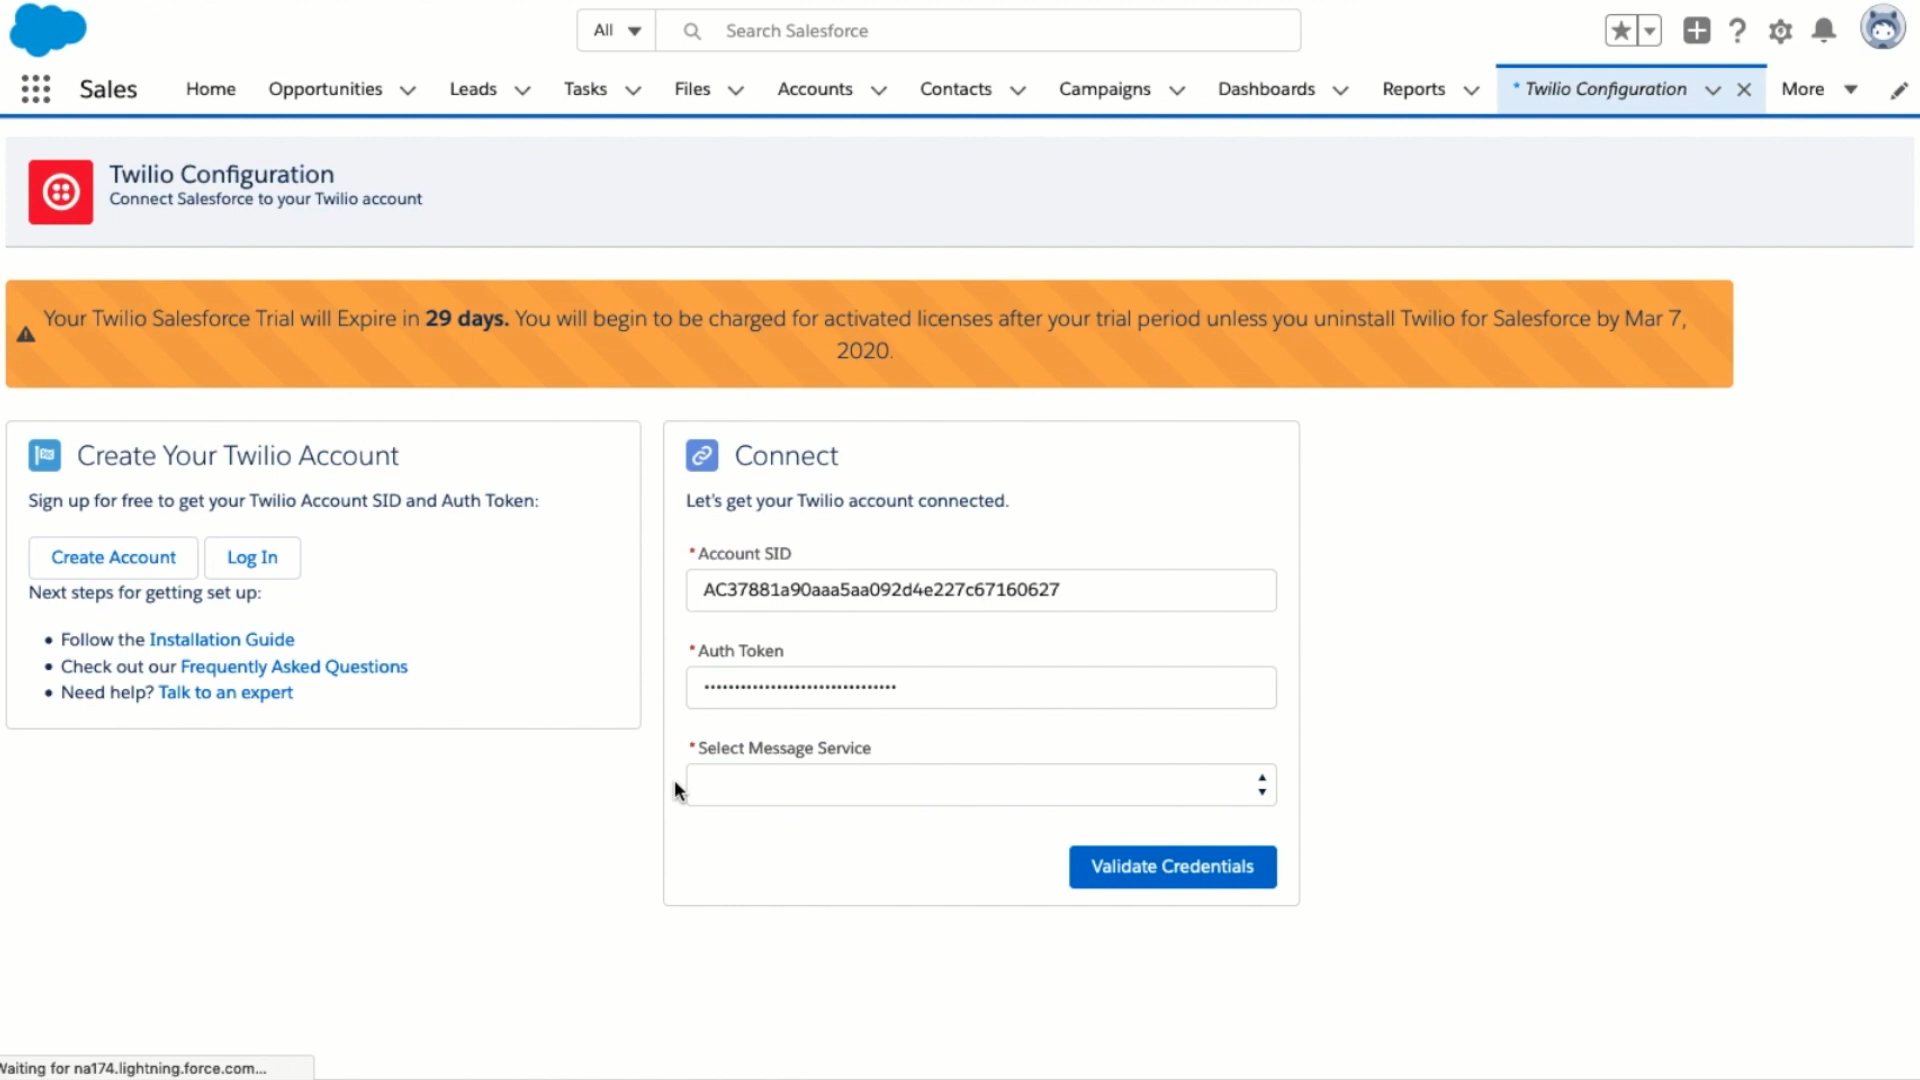 All
Search Salesforce
Sales
Home
Opportunities
Leads
Tasks
Files
Accounts
Contacts
Campaigns
Dashboards
Reports
* Twilio Configuration
More
Twilio Configuration
Connect Salesforce to your Twilio account
Your Twilio Salesforce Trial will Expire in 29 days. You will begin to be charged for activated licenses after your trial period unless you uninstall Twilio for Salesforce by Mar 7,
2020.
Create Your Twilio Account
Sign up for free to get your Twilio Account SID and Auth Token:
Create Account
Log In
Next steps for getting set up:
• Follow the Installation Guide
• Check out our Frequently Asked Questions
• Need help? Talk to an expert
Connect
Let's get your Twilio account connected.
* Account SID
AC37881a90aaa5aa092d4e227c67160627
* Auth Token
••••••••••••••••••••••••••••••••
* Select Message Service
Validate Credentials
Waiting for na174.lightning.force.com...